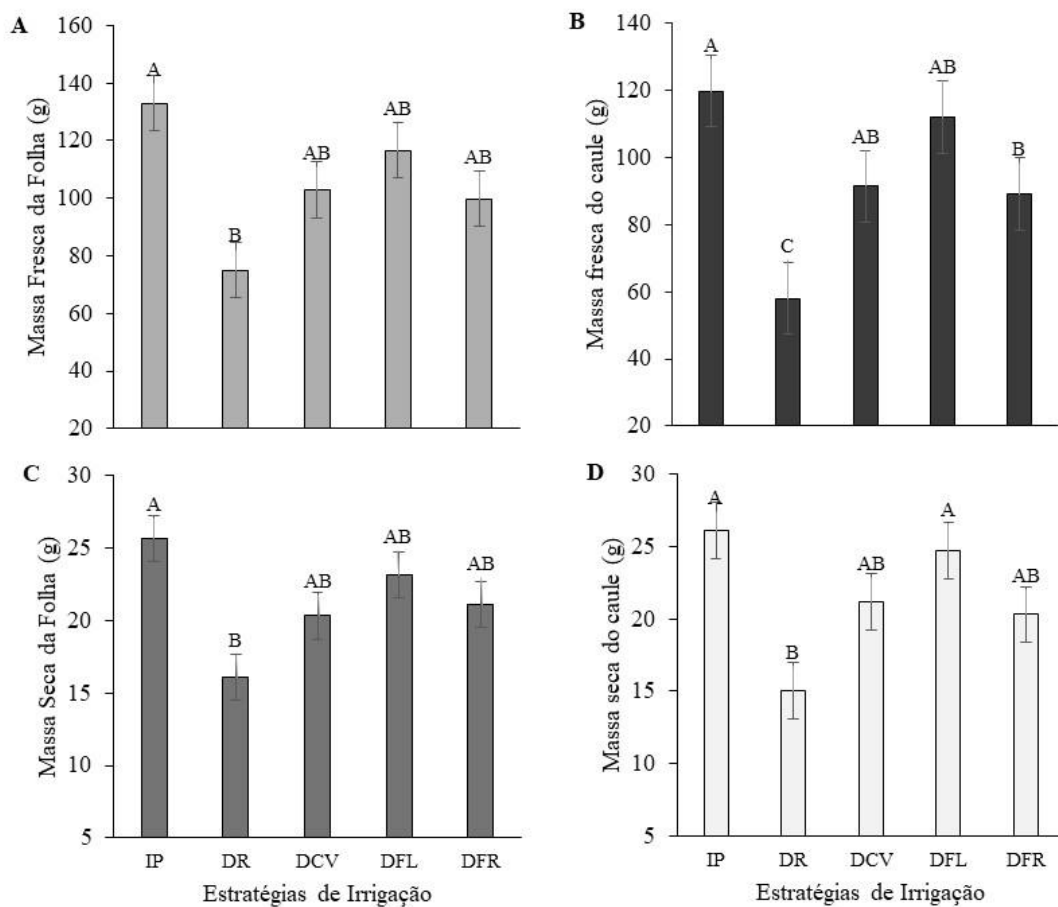 A
Massa Fresca da Folha (g)
160
140
120
100
80
60
40
20
A
B
AB
AB
AB
B
Massa fresca do caule (g)
140
120
100
80
60
40
20
A
C
AB
AB
B
C
Massa Seca da Folha (g)
30
25
20
15
10
5
A
B
AB
AB
AB
IP DR DCV DFL DFR
Estratégias de Irrigação
D
Massa seca do caule (g)
30
25
20
15
10
5
A
B
AB
A
AB
IP DR DCV DFL DFR
Estratégias de Irrigação